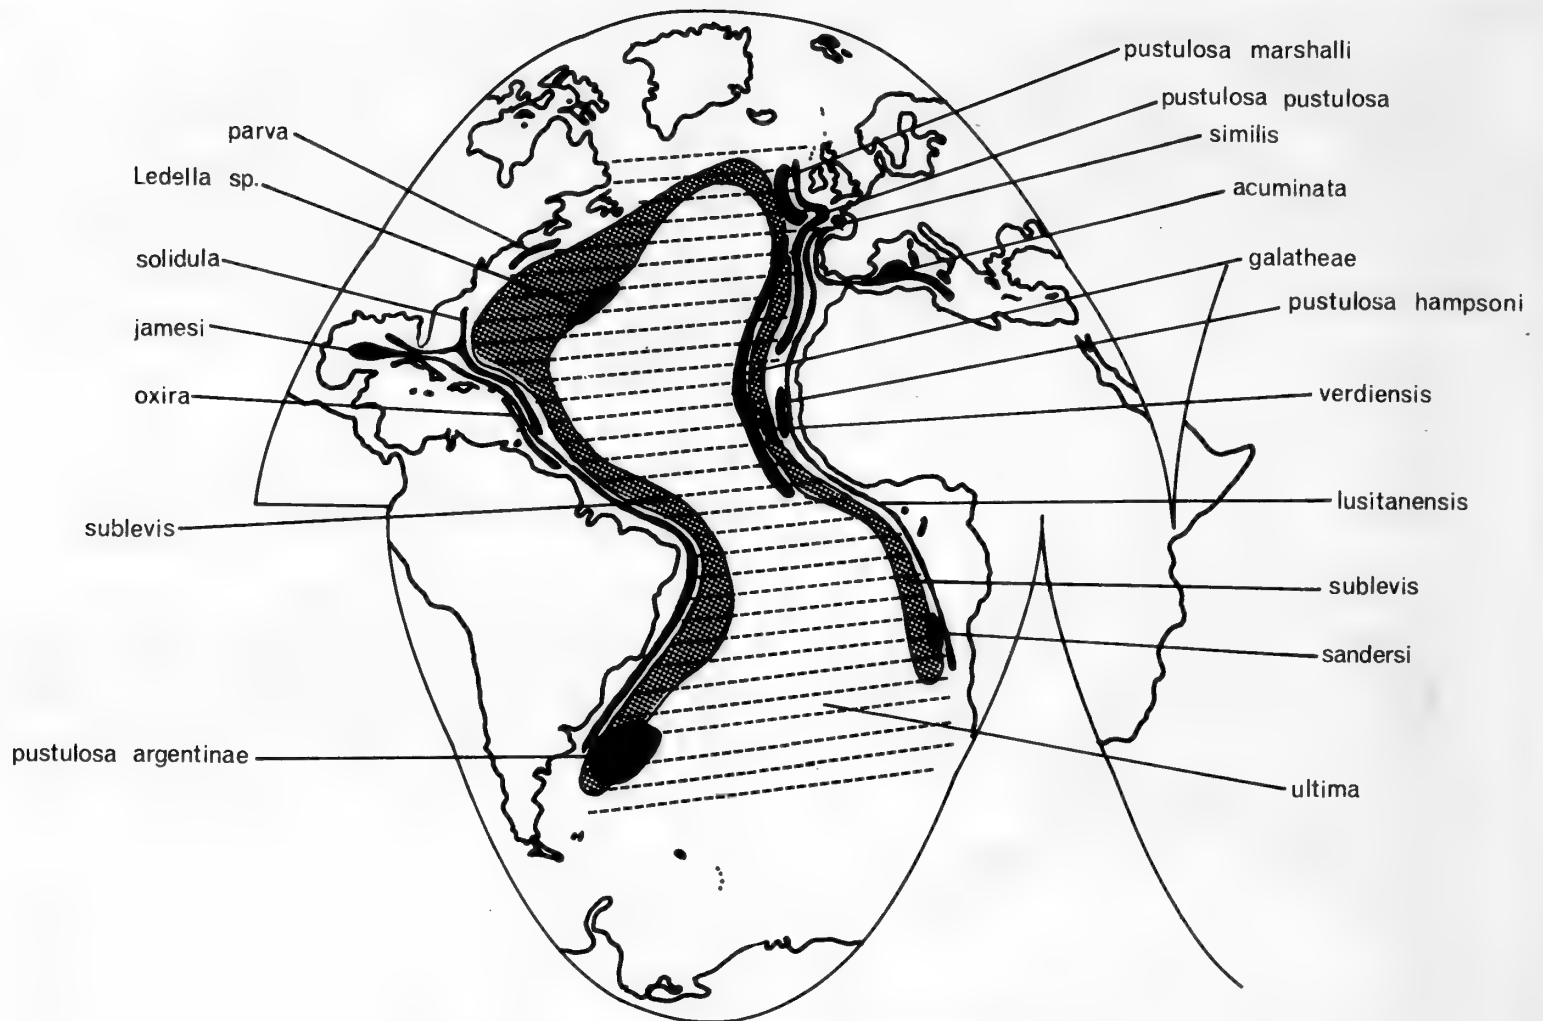 parva
Ledella sp.
solidula
jamesi
oxira
sublevis
pustulosa argentinae
pustulosa marshalli
pustulosa pustulosa
similis
acuminata
galatheae
pustulosa hampsoni
verdiensis
lusitanensis
sublevis
sandersi
ultima